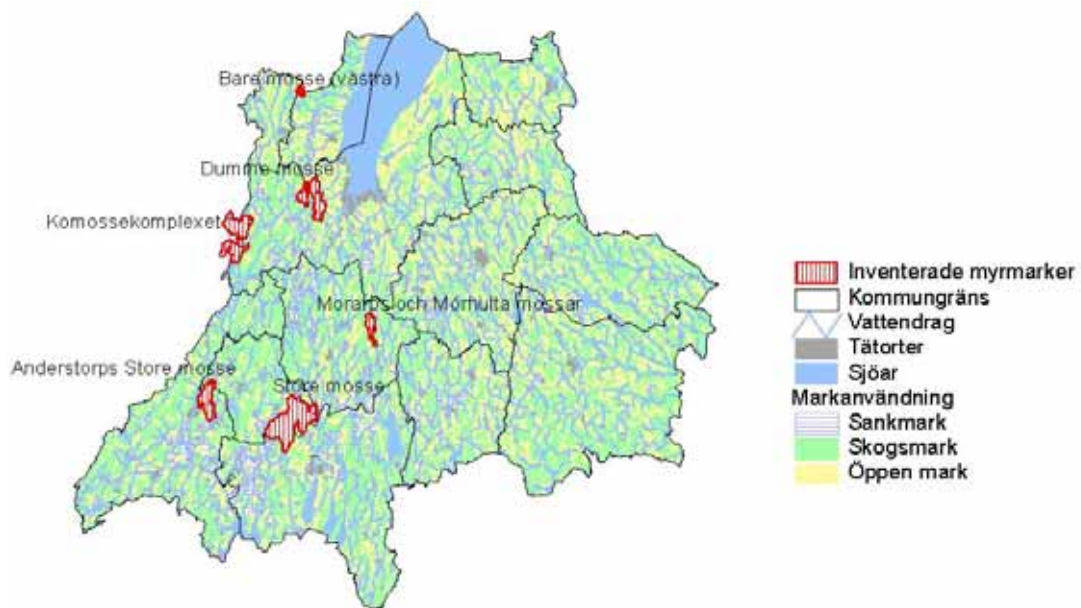 Bare mosse (västra)
Dumme mosse
Komossekomplexet
Morarps- och Mörhulta mossar
Anderstorps Store mosse
Store mosse
Inventerade myrmarker
Kommungräns
Vattendrag
Tätorter
Sjöar
Markanvändning
Sankmark
Skogsmark
Öppen mark